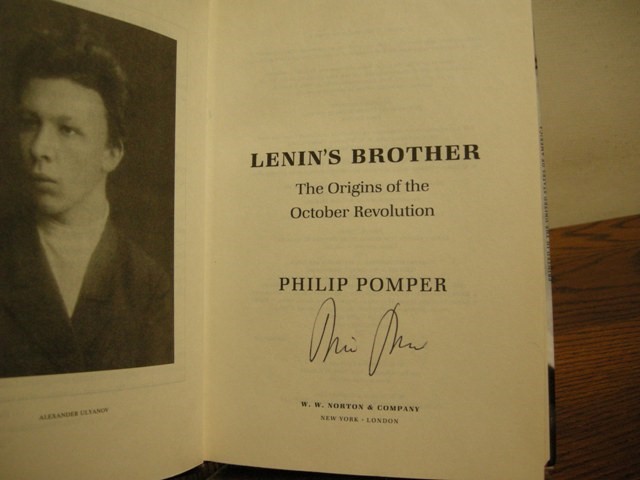 ALEXANDER ULYANOV
LENIN'S BROTHER
The Origins of the
October Revolution
PHILIP POMPER
W. W. NORTON & COMPANY
NEW YORK · LONDON